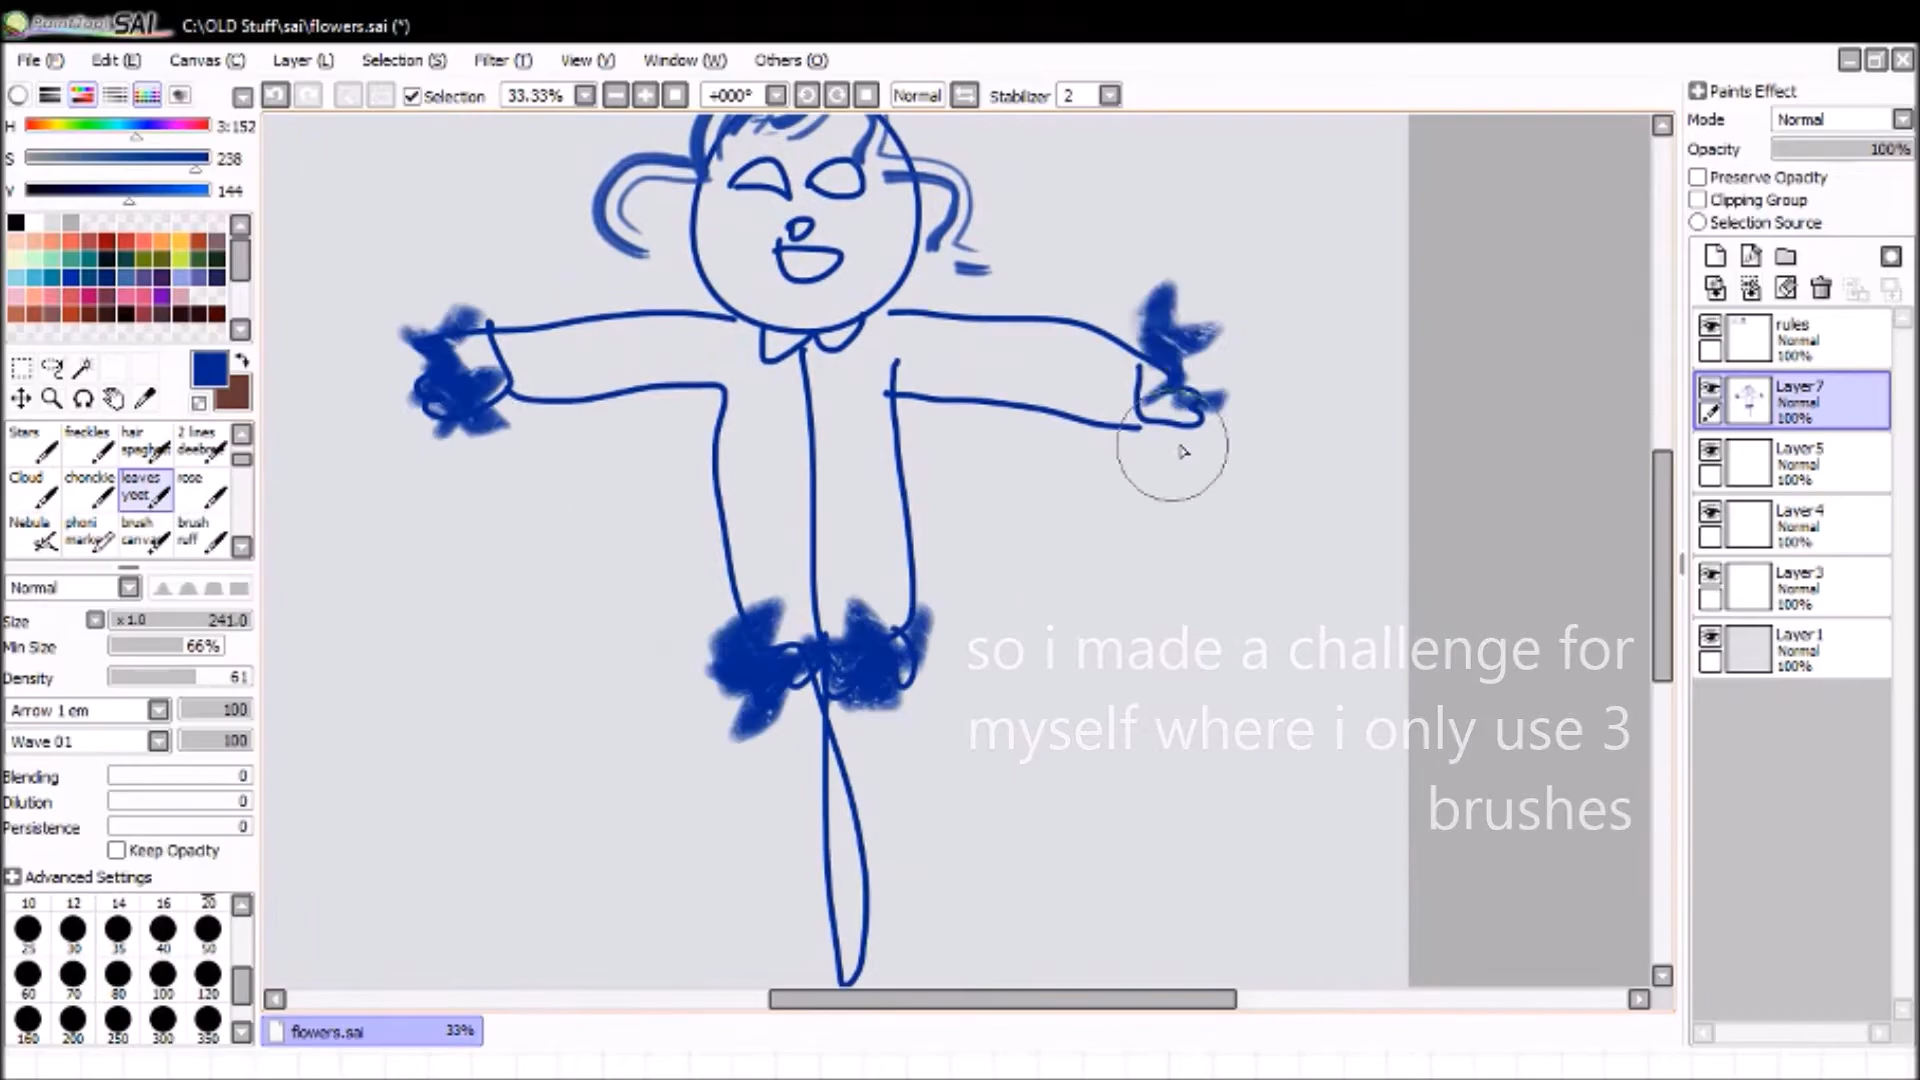 PaintTool SAI C:\OLD Stuff\sai\flowers.sai (*)
File (F) Edit (E) Canvas (C) Layer (L) Selection (S) Filter (T) View (V) Window (W) Others (O)
Selection 33.33% +000° Normal Stabilizer 2
H 3:152
S 238
V 144
Stars freckles hair spaghe 2 lines deebra
Cloud chonckie leaves yeet rose
Nebula phoni marke brush canva brush ruff
Normal
Size x 1.0 241.0
Min Size 66%
Density 61
Arrow 1 em 100
Wave 01 100
Blending 0
Dilution 0
Persistence 0
Keep Opacity
Advanced Settings
10 12 14 16 20
25 30 35 40 50
60 70 80 100 120
160 200 250 300 350
so i made a challenge for
myself where i only use 3
brushes
flowers.sai 33%
Paints Effect
Mode Normal
Opacity 100%
Preserve Opacity
Clipping Group
Selection Source
rules
Normal
100%
Layer7
Normal
100%
Layer5
Normal
100%
Layer4
Normal
100%
Layer3
Normal
100%
Layer1
Normal
100%